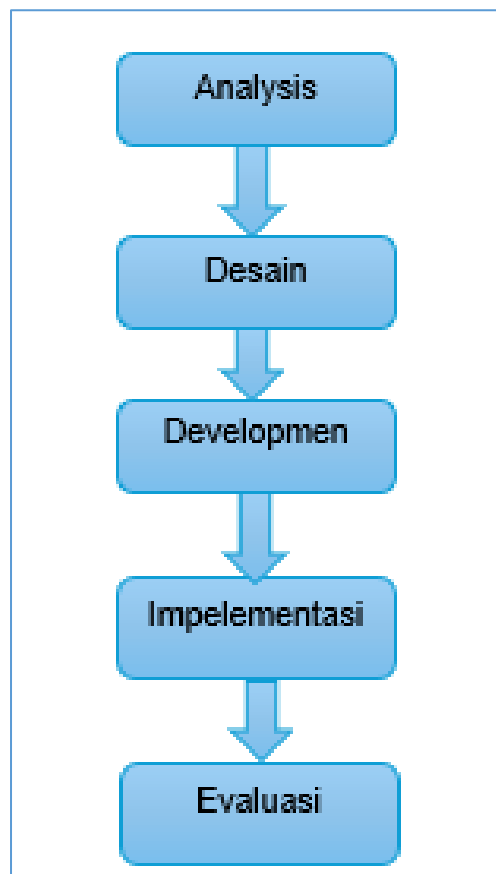 Analysis
Desain
Developmen
Impelementasi
Evaluasi